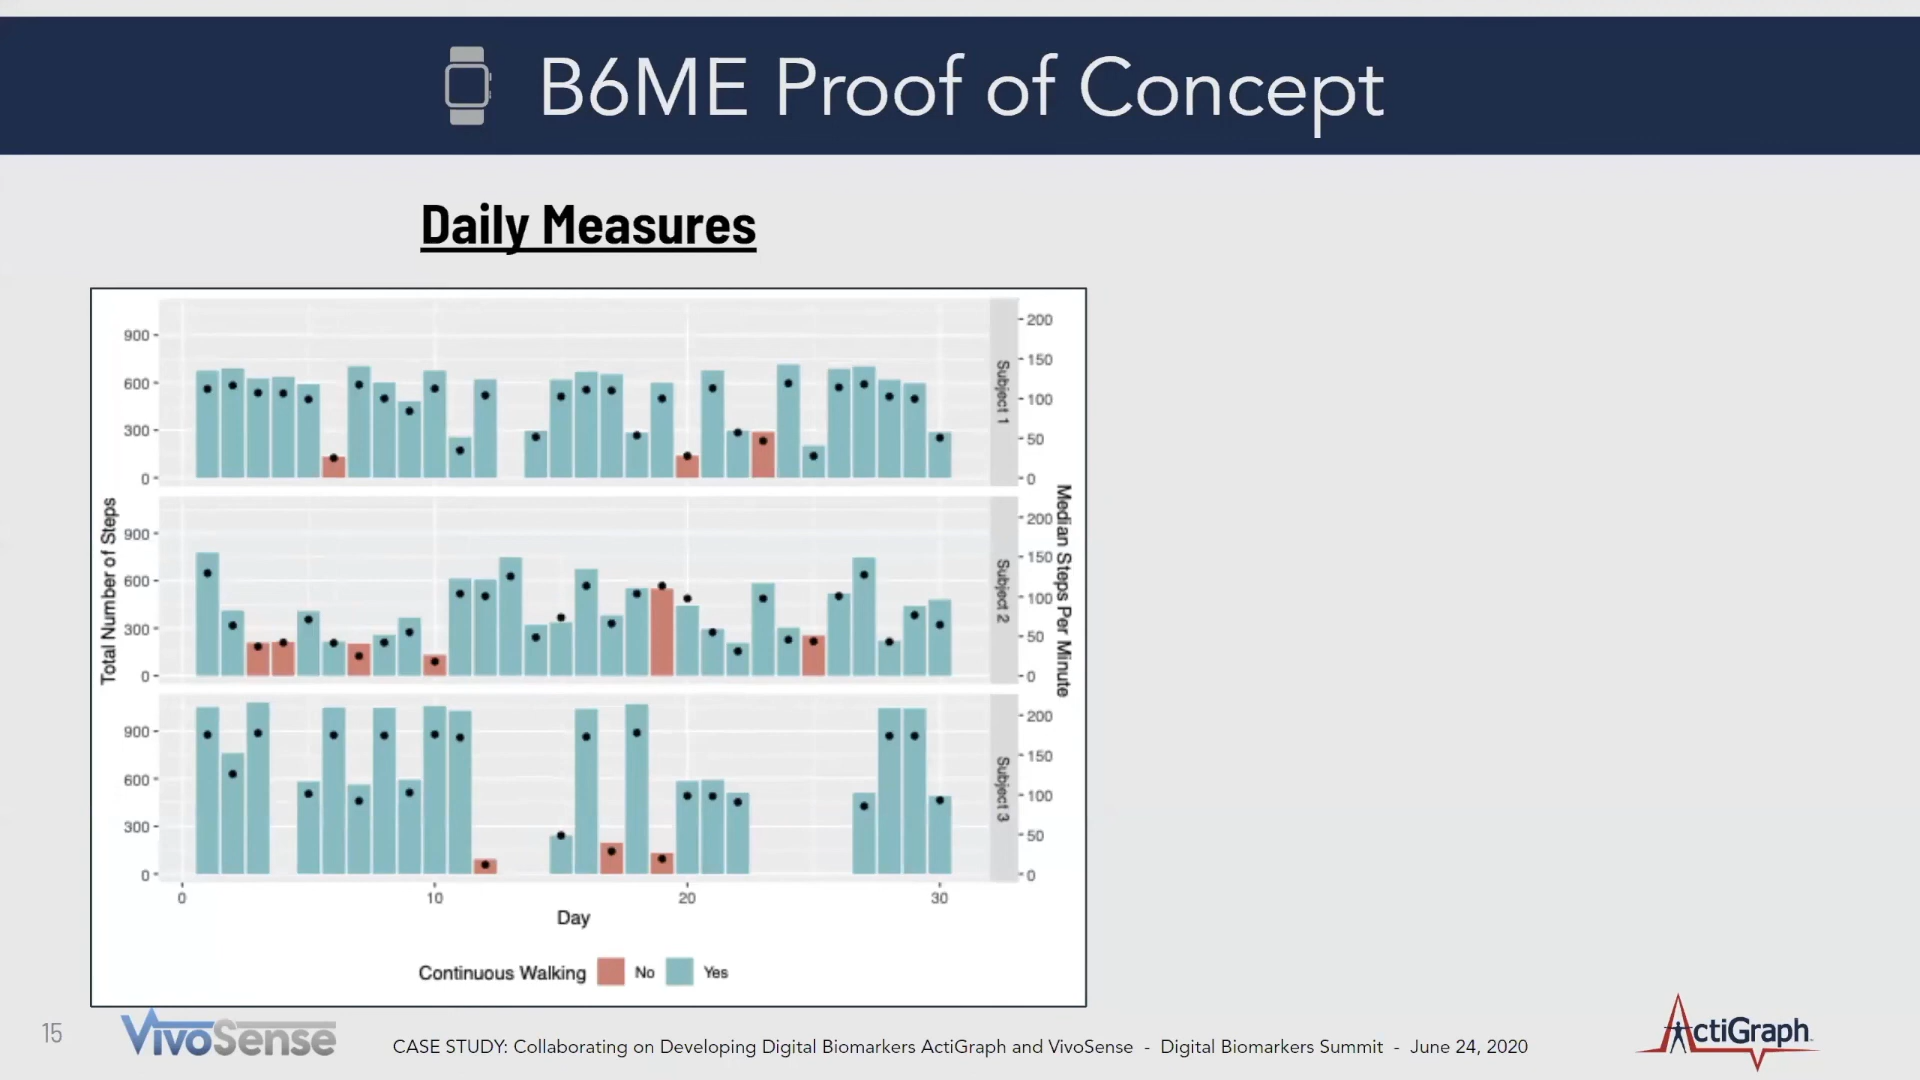 B6ME Proof of Concept
Daily Measures
Total Number of Steps
900
600
300
0
Subject 1
200
150
100
50
0
900
600
300
0
Subject 2
200
150
100
50
0
900
600
300
0
Subject 3
200
150
100
50
0
Median Steps Per Minute
0 10 20 30
Day
Continuous Walking No Yes
15
VivoSense
CASE STUDY: Collaborating on Developing Digital Biomarkers ActiGraph and VivoSense - Digital Biomarkers Summit - June 24, 2020
ActiGraph